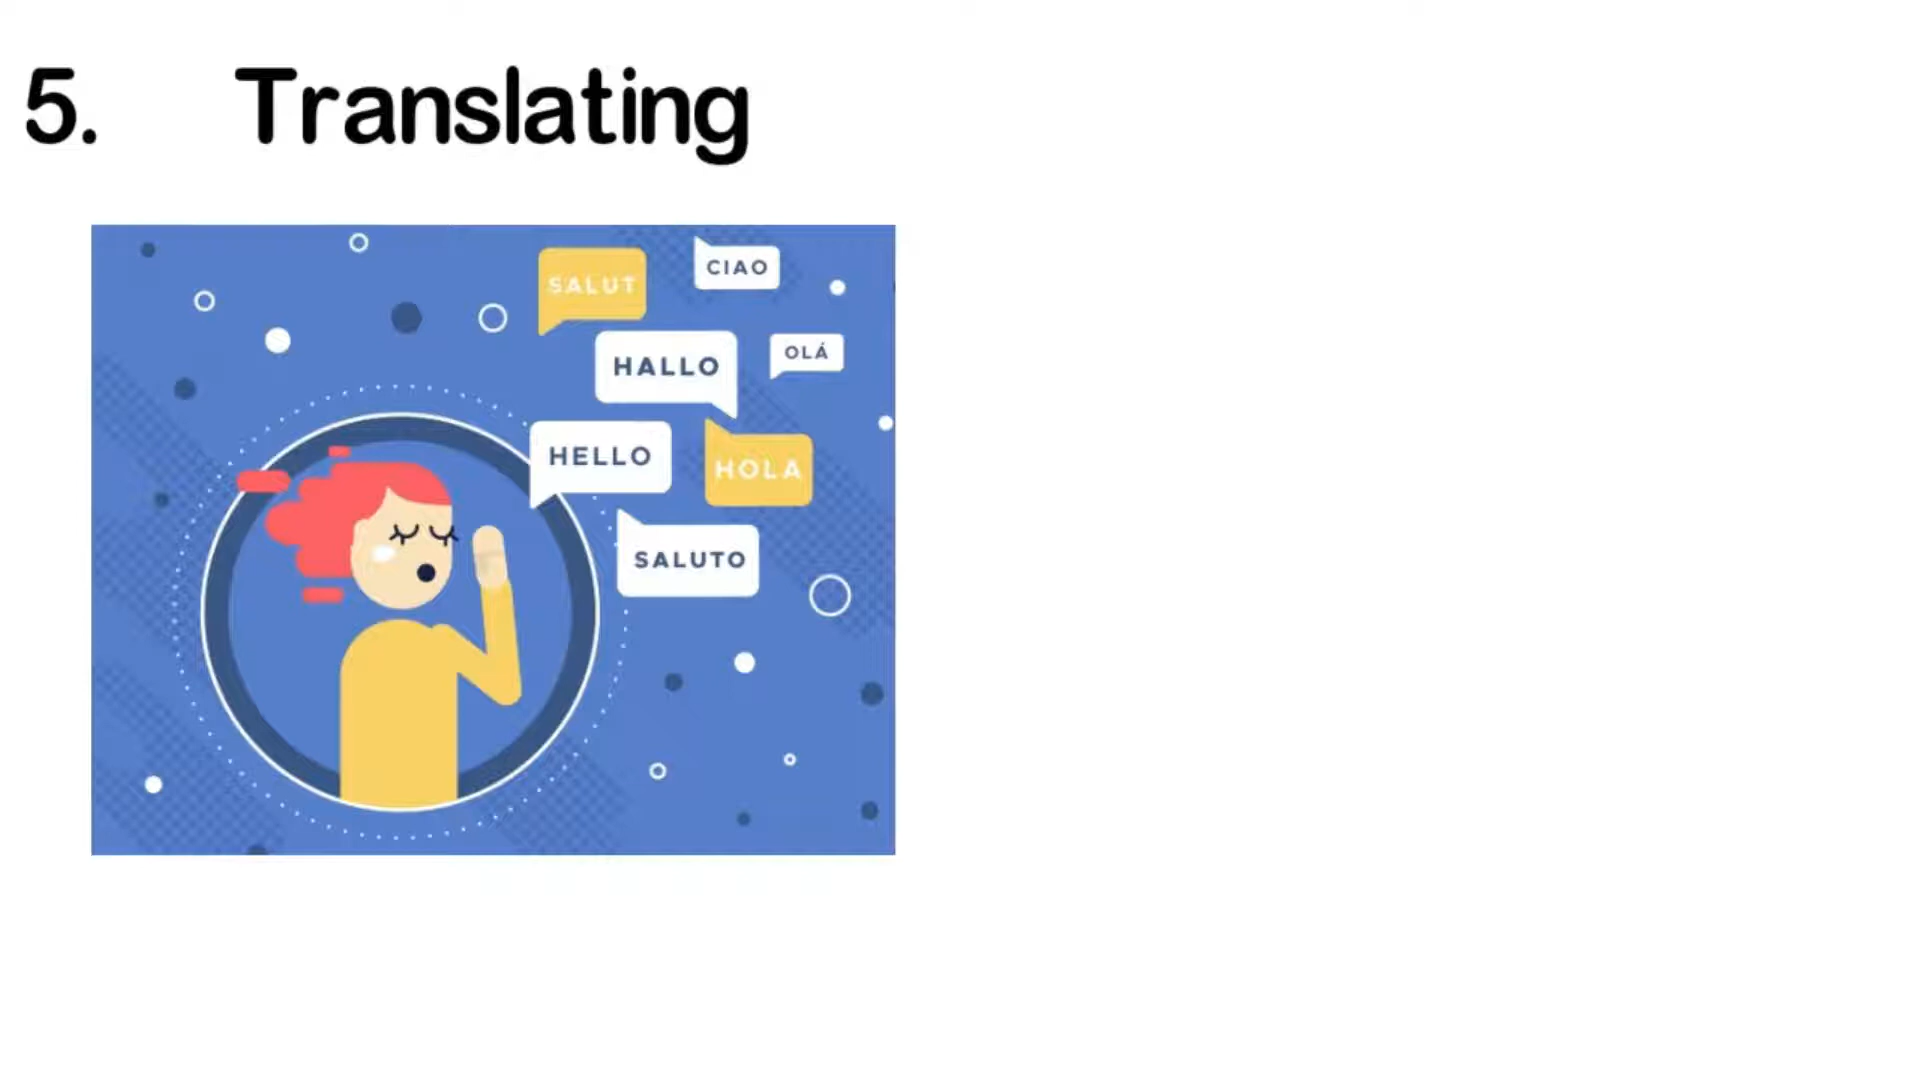 5. Translating
SALUT
CIAO
HALLO
OLÁ
HELLO
HOLA
SALUTO